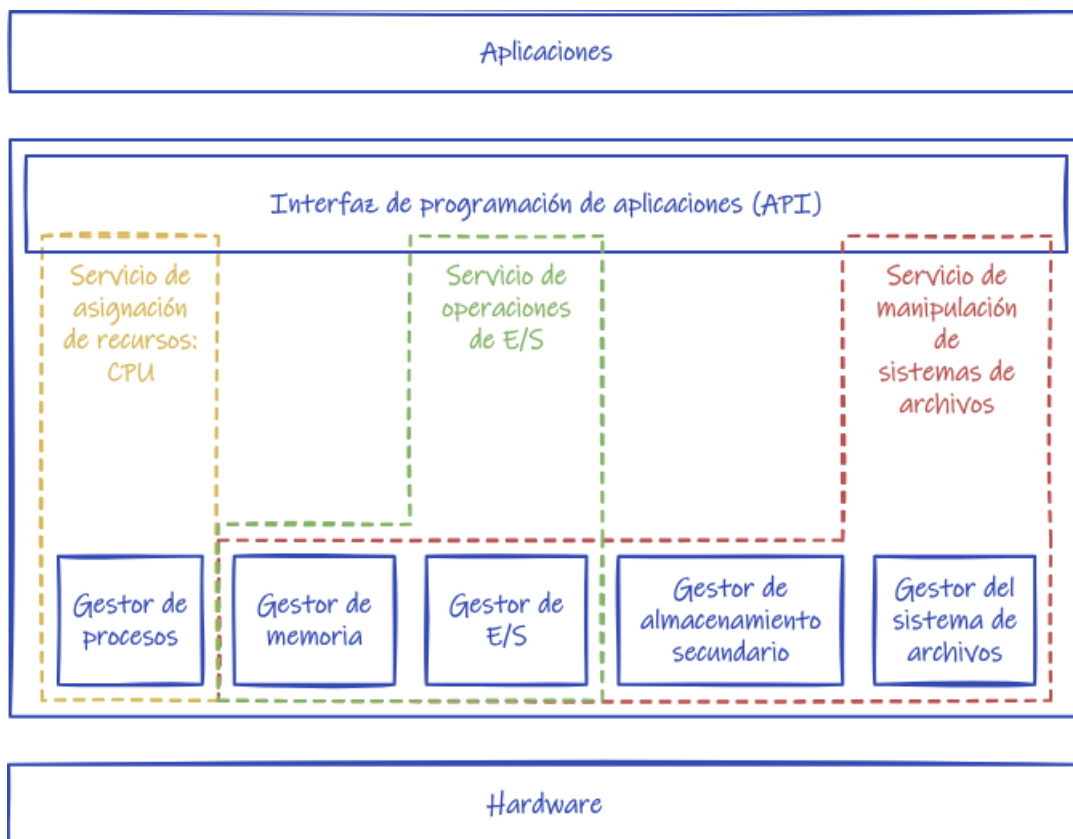 Aplicaciones
Interfaz de programación de aplicaciones (API)
Servicio de
asignación
de recursos:
CPU
Servicio de
operaciones
de E/S
Servicio de
manipulación
de
sistemas de
archivos
Gestor de
procesos
Gestor de
memoria
Gestor de
E/S
Gestor de
almacenamiento
secundario
Gestor del
sistema de
archivos
Hardware